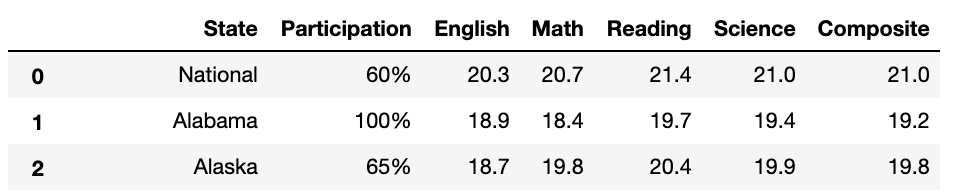 State Participation English Math Reading Science Composite
0 National 60% 20.3 20.7 21.4 21.0 21.0
1 Alabama 100% 18.9 18.4 19.7 19.4 19.2
2 Alaska 65% 18.7 19.8 20.4 19.9 19.8